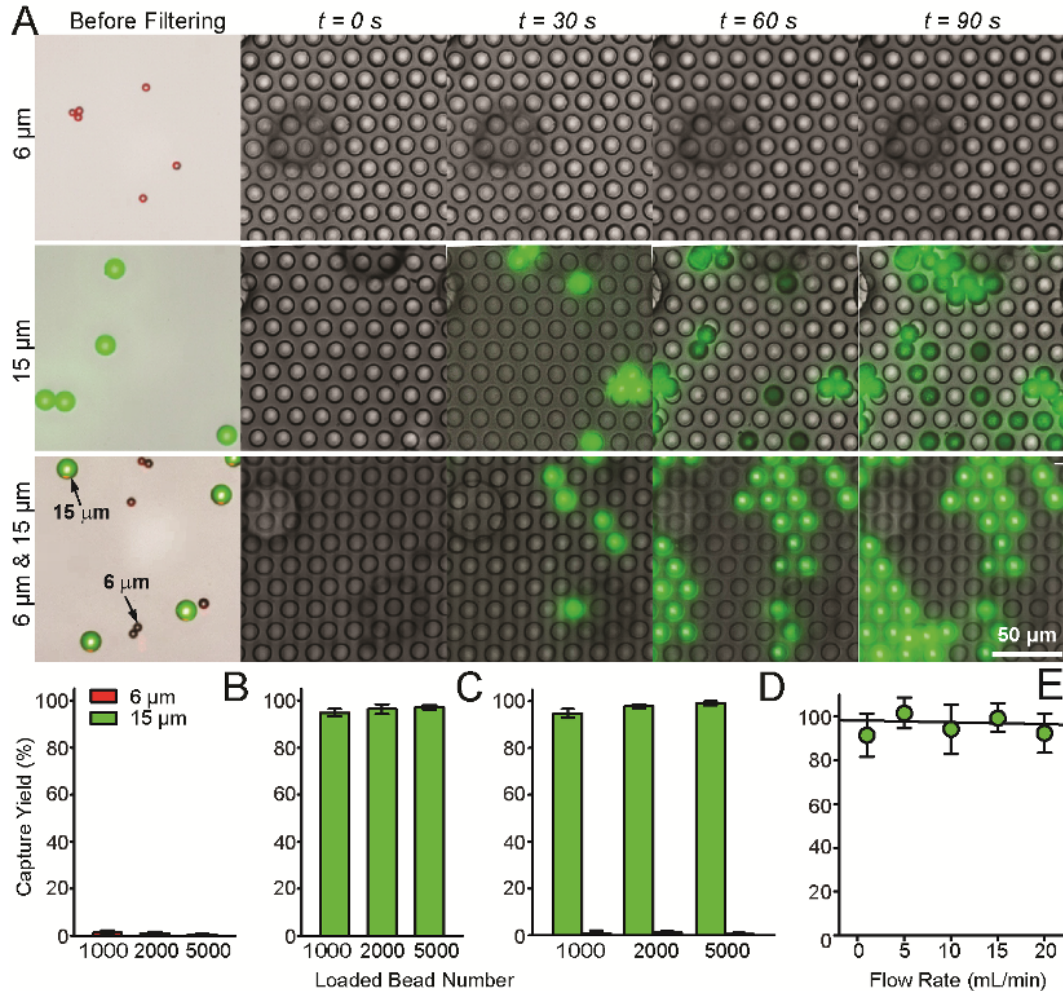 A
Before Filtering
t = 0 s
t = 30 s
t = 60 s
t = 90 s
6 µm
15 µm
6 µm & 15 µm
15 µm
6 µm
50 µm
B
C
D
E
6 µm
15 µm
Capture Yield (%)
100
80
60
40
20
0
1000 2000 5000
100
80
60
40
20
0
1000 2000 5000
100
80
60
40
20
0
1000 2000 5000
100
80
60
40
20
0
0 5 10 15 20
Loaded Bead Number
Flow Rate (mL/min)